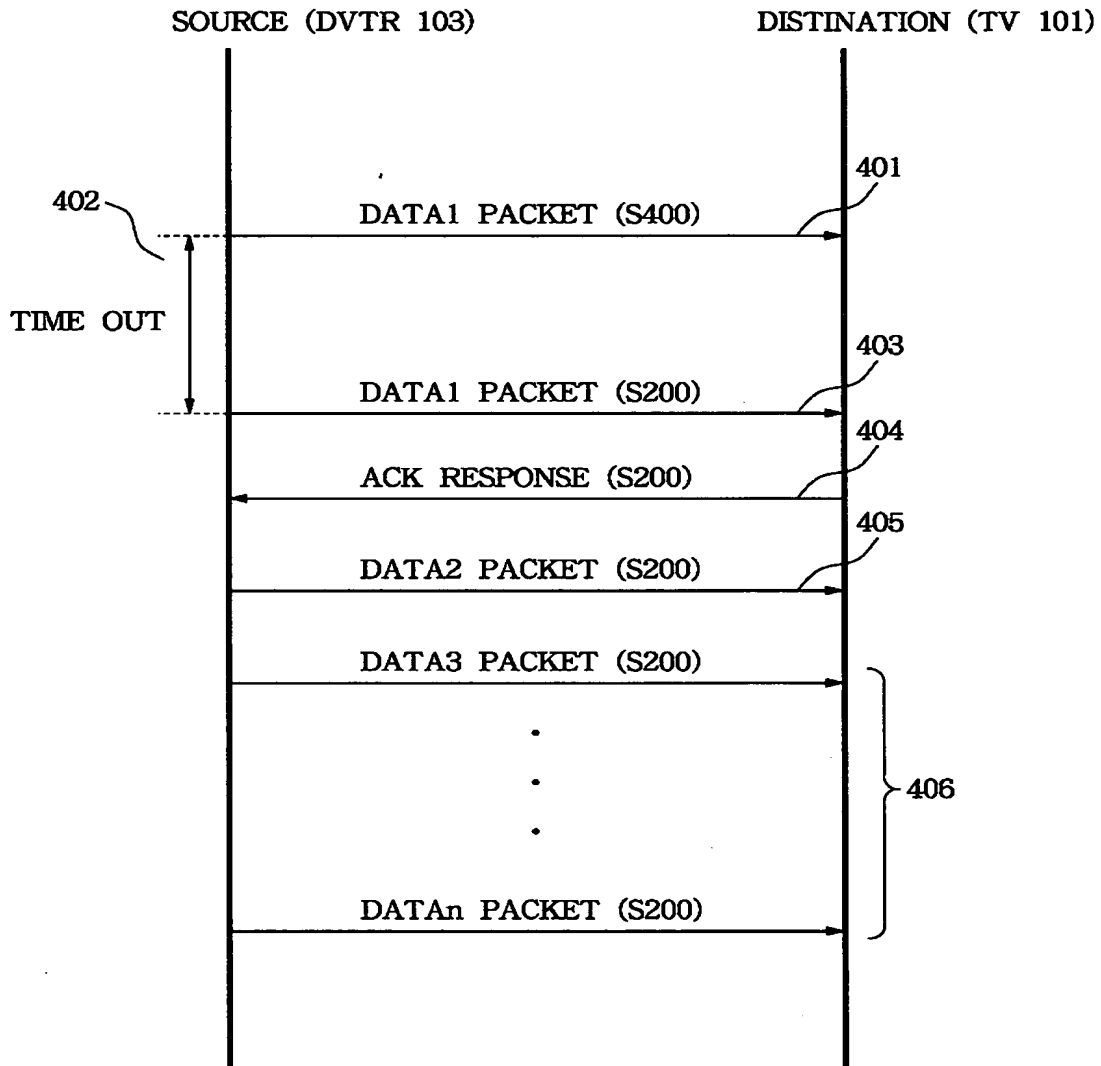 SOURCE (DVTR 103)
DISTINATION (TV 101)
401
402
DATA1 PACKET (S400)
TIME OUT
403
DATA1 PACKET (S200)
404
ACK RESPONSE (S200)
405
DATA2 PACKET (S200)
DATA3 PACKET (S200)
406
DATAn PACKET (S200)